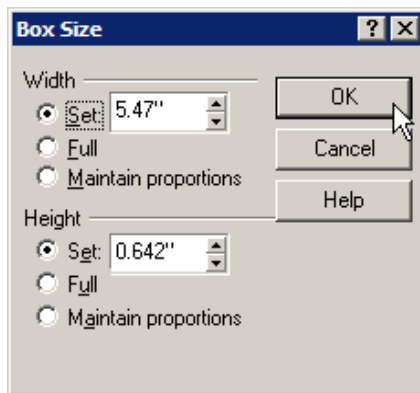 Box Size
Width
Set: 5.47"
Full
Maintain proportions
Height
Set: 0.642"
Full
Maintain proportions
OK
Cancel
Help